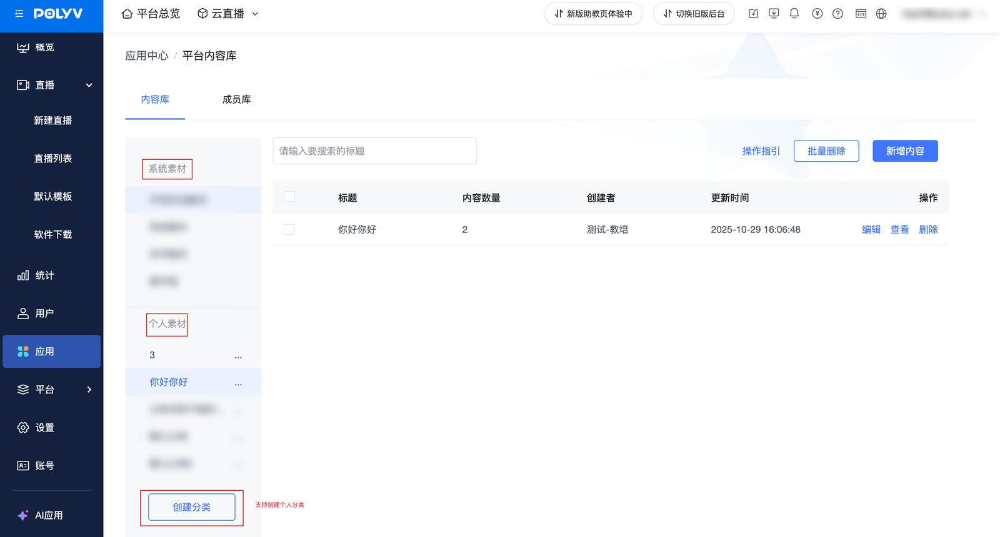 POLYV
平台总览
云直播
新版助教页体验中
切换旧版后台
概览
直播
新建直播
直播列表
默认模板
软件下载
统计
用户
应用
平台
设置
账号
AI应用
应用中心 / 平台内容库
内容库
成员库
系统素材
个人素材
3
...
你好你好
...
创建分类
支持创建个人分类
请输入要搜索的标题
操作指引
批量删除
新增内容
标题 内容数量 创建者 更新时间 操作
你好你好 2 测试-教培 2025-10-29 16:06:48 编辑 查看 删除